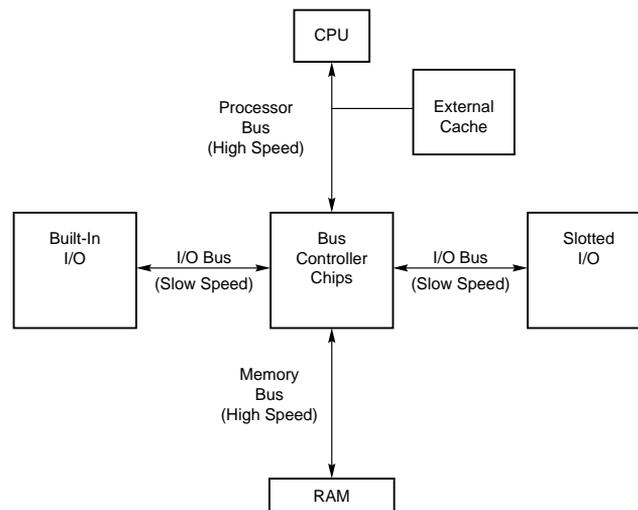 CPU
Processor
Bus
(High Speed)
External
Cache
Built-In
I/O
I/O Bus
(Slow Speed)
Bus
Controller
Chips
I/O Bus
(Slow Speed)
Slotted
I/O
Memory
Bus
(High Speed)
RAM